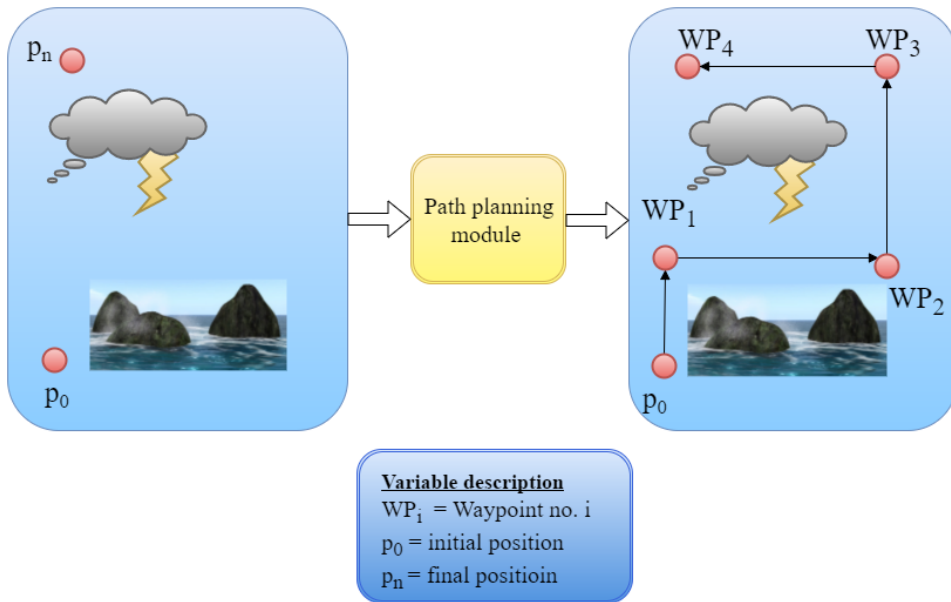 pn
p0
Path planning
module
WP4
WP3
WP1
WP2
p0
Variable description
WPi = Waypoint no. i
p0 = initial position
pn = final positioin